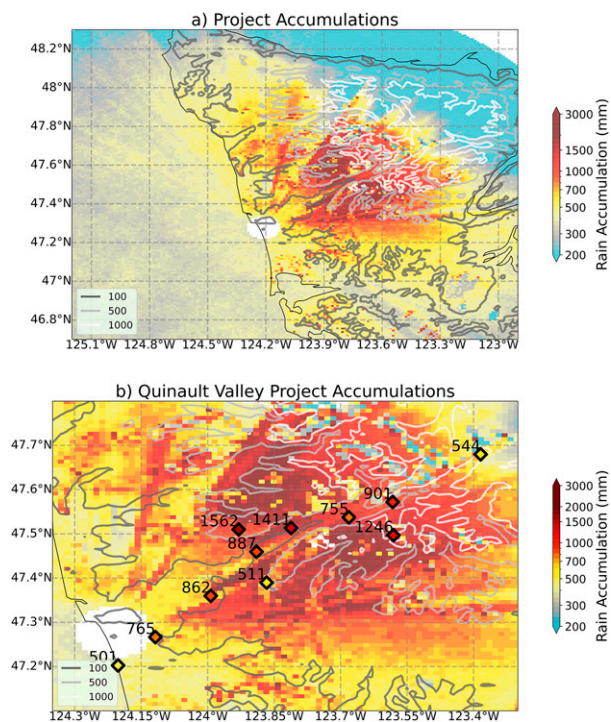 a) Project Accumulations
48.2°N
48°N
47.8°N
47.6°N
47.4°N
47.2°N
47°N
46.8°N
100
500
1000
125.1°W 124.8°W 124.5°W 124.2°W 123.9°W 123.6°W 123.3°W 123°W
3000
2000
1500
1000
700
500
300
200
Rain Accumulation (mm)
b) Quinault Valley Project Accumulations
47.7°N
47.6°N
47.5°N
47.4°N
47.3°N
47.2°N
544
901
755
1246
1562
1411
887
511
862
765
501
100
500
1000
124.3°W 124.15°W 124°W 123.85°W 123.7°W 123.55°W 123.4°W
3000
2000
1500
1000
700
500
300
200
Rain Accumulation (mm)